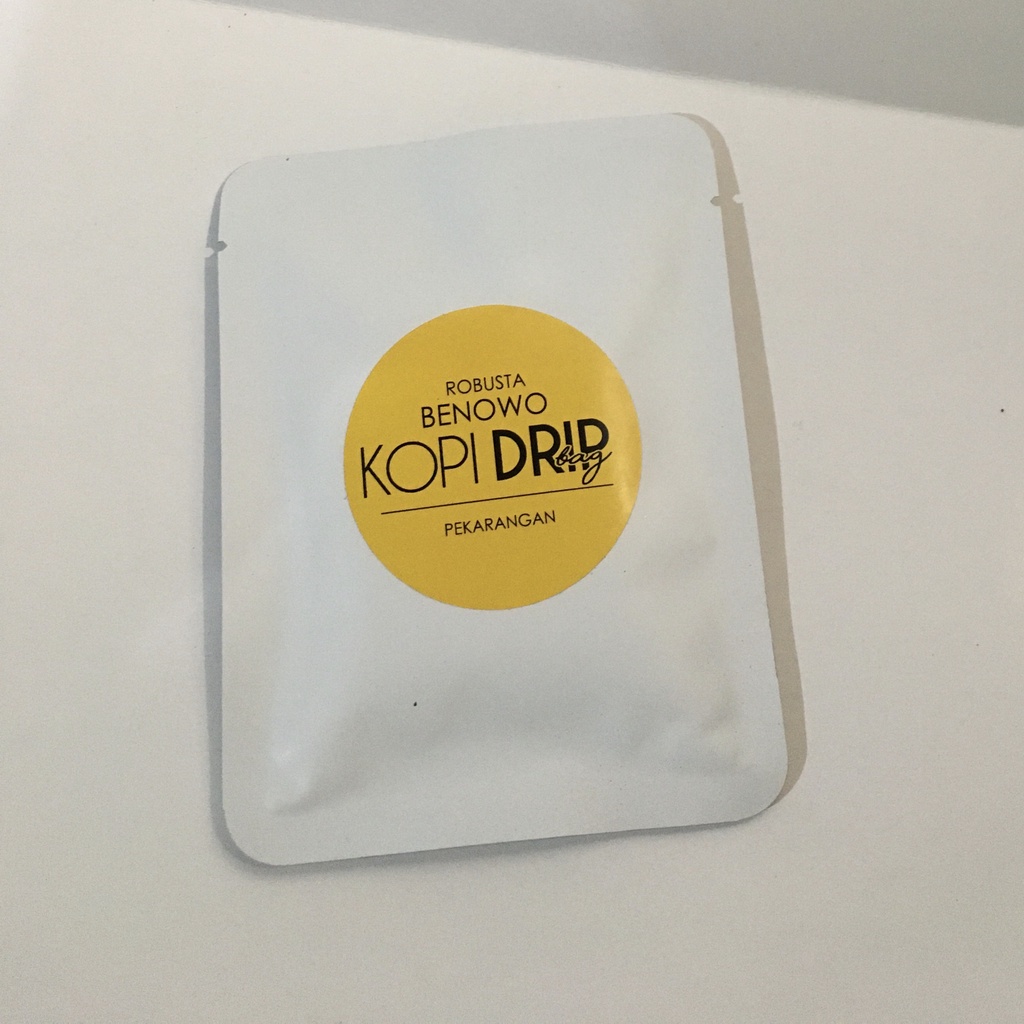 ROBUSTA
BENOWO
KOPI DRIP bag
PEKARANGAN